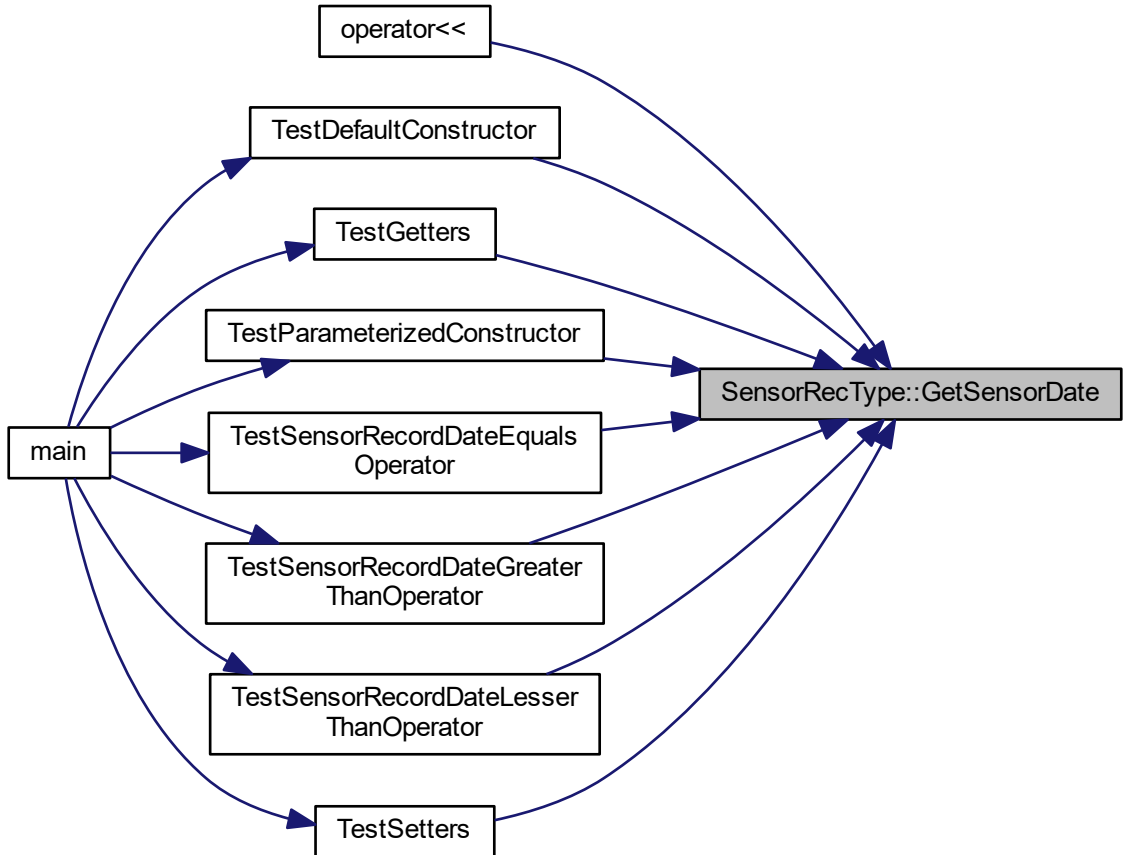 operator<<
TestDefaultConstructor
TestGetters
TestParameterizedConstructor
SensorRecType::GetSensorDate
main
TestSensorRecordDateEquals
Operator
TestSensorRecordDateGreater
ThanOperator
TestSensorRecordDateLesser
ThanOperator
TestSetters